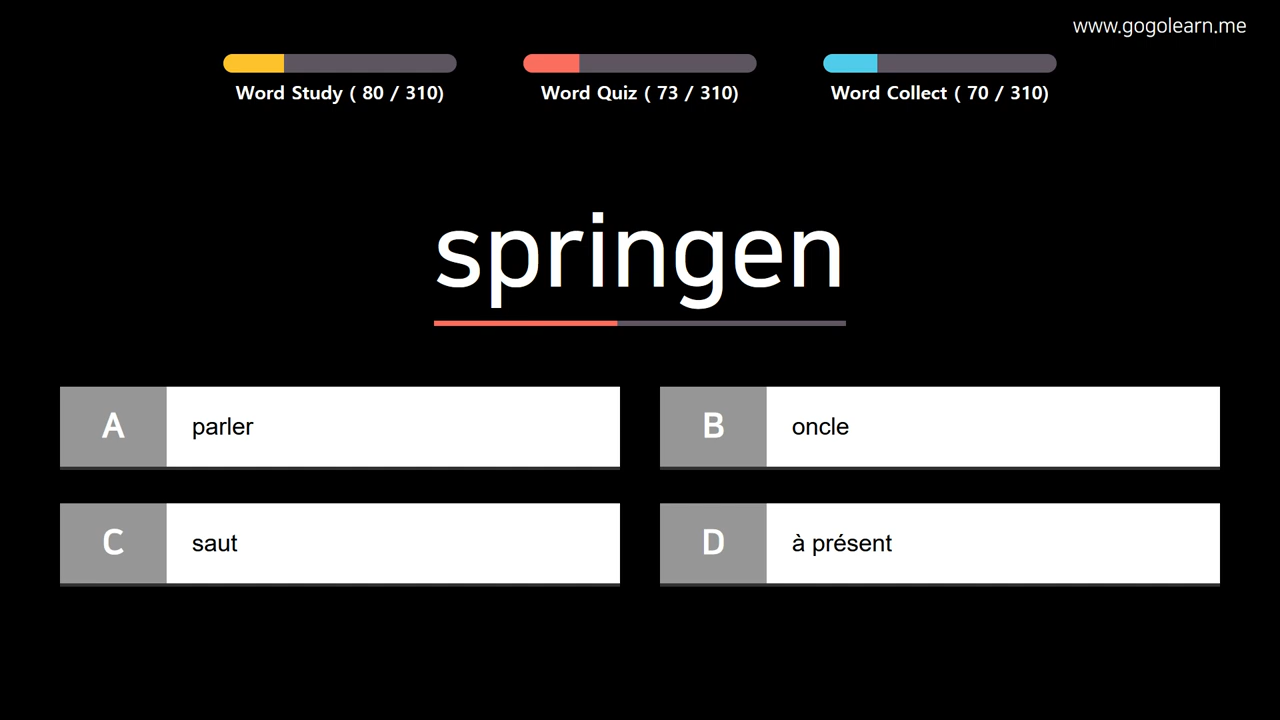 www.gogolearn.me
Word Study ( 80 / 310)
Word Quiz ( 73 / 310)
Word Collect ( 70 / 310)
springen
A parler
B oncle
C saut
D à présent